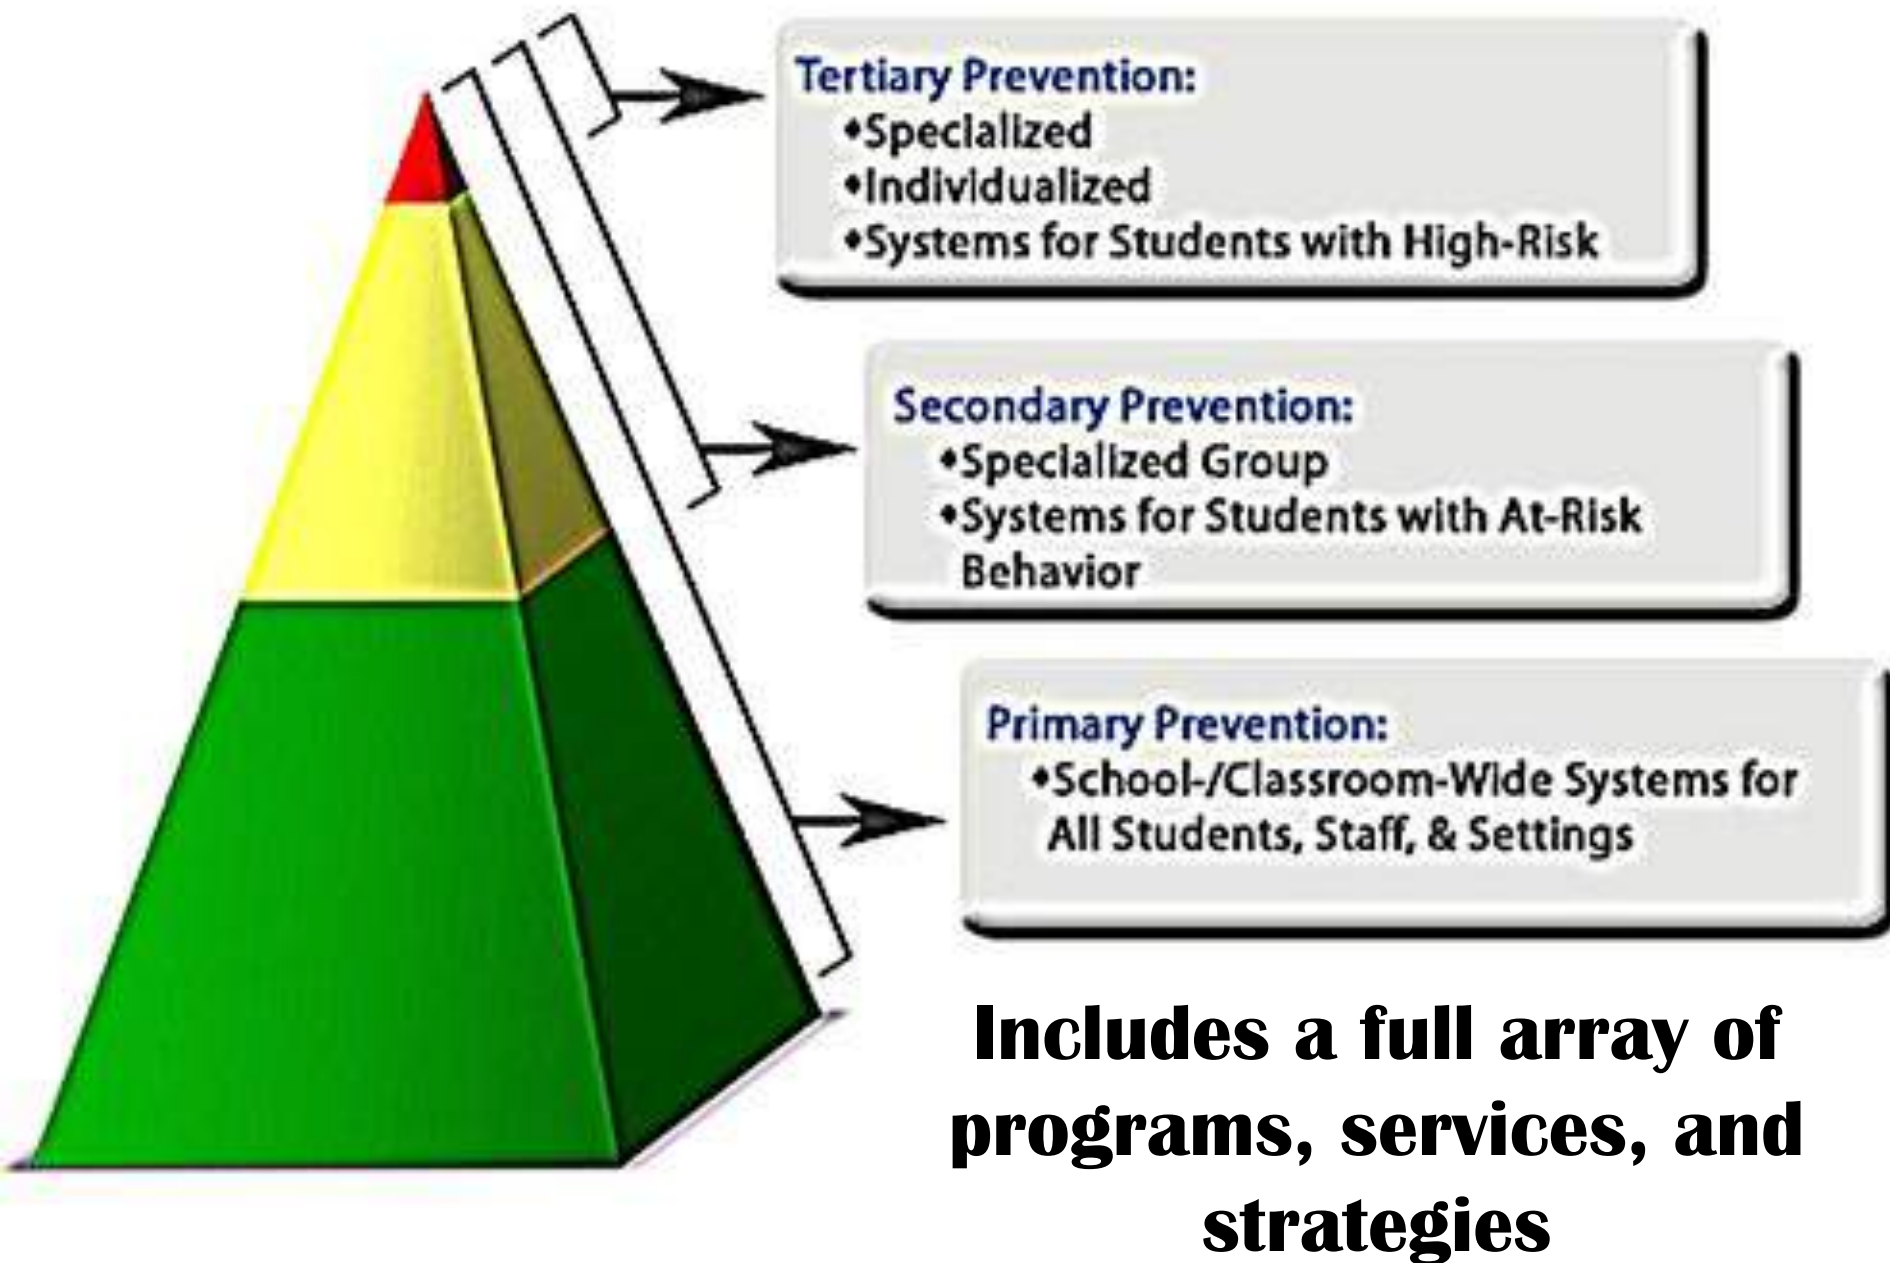 Tertiary Prevention:
♦Specialized
♦Individualized
♦Systems for Students with High-Risk
Secondary Prevention:
♦Specialized Group
♦Systems for Students with At-Risk
Behavior
Primary Prevention:
♦School-/Classroom-Wide Systems for
All Students, Staff, & Settings
Includes a full array of
programs, services, and
strategies